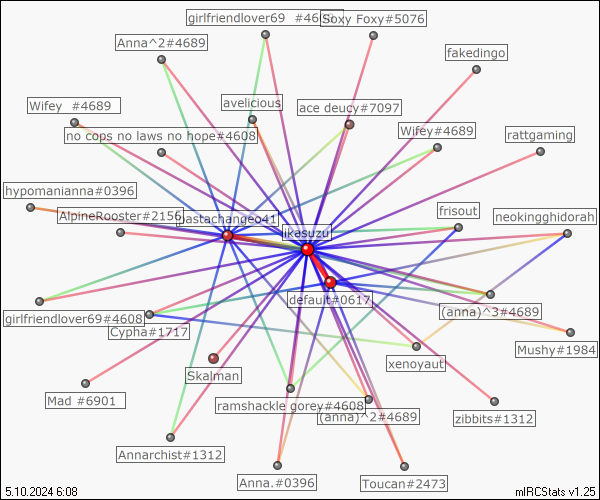 girlfriendlover69 #4689
Soxy Foxy#5076
Anna^2#4689
fakedingo
Wifey #4689
avelicious
ace deucy#7097
no cops no laws no hope#4608
Wifey#4689
rattgaming
hypomanianna#0396
AlpineRooster#2156
pastachangeo41
ikasuzu
frisout
neokingghidorah
default#0617
girlfriendlover69#4608
Cypha#1717
(anna)^3#4689
Mushy#1984
xenoyaut
Skalman
Mad #6901
ramshackle gorey#4608
(anna)^2#4689
zibbits#1312
Annarchist#1312
Anna.#0396
Toucan#2473
5.10.2024 6:08
mIRCStats v1.25